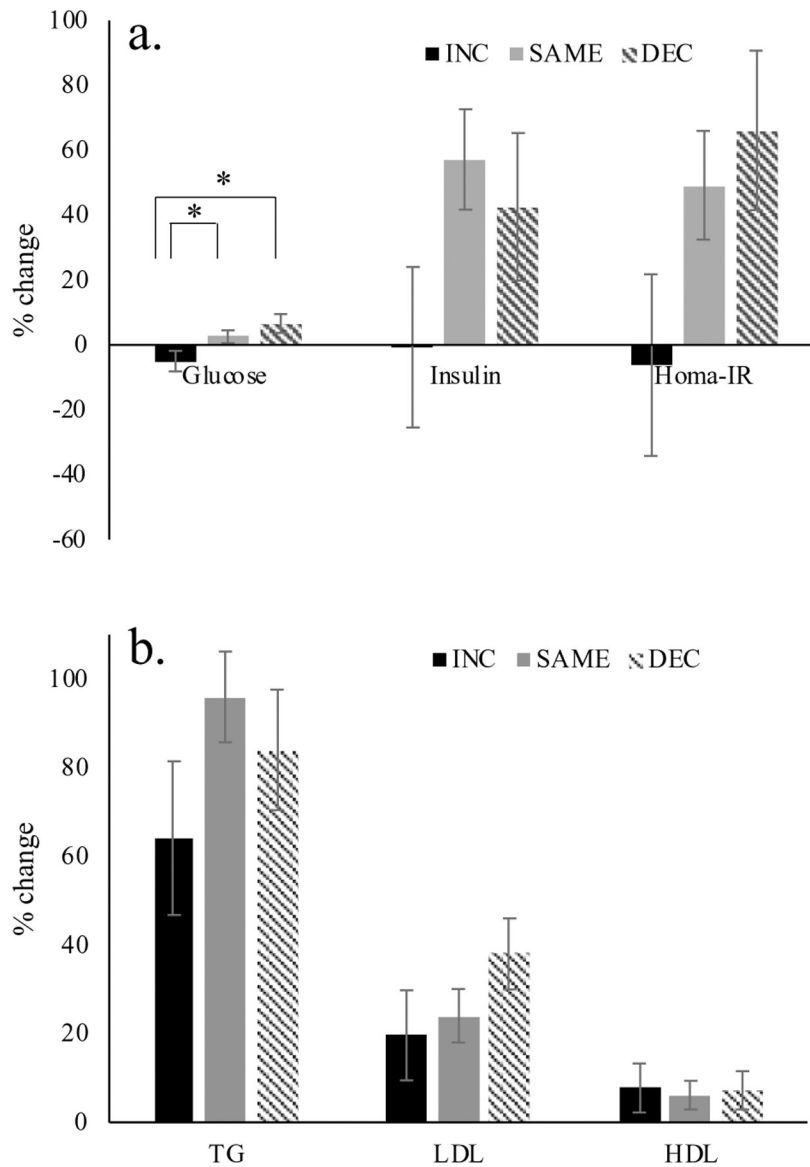 a.
INC SAME DEC
% change
100
80
60
40
20
0
-20
-40
-60
*
*
Glucose Insulin Homa-IR
b.
INC SAME DEC
% change
100
80
60
40
20
0
TG LDL HDL